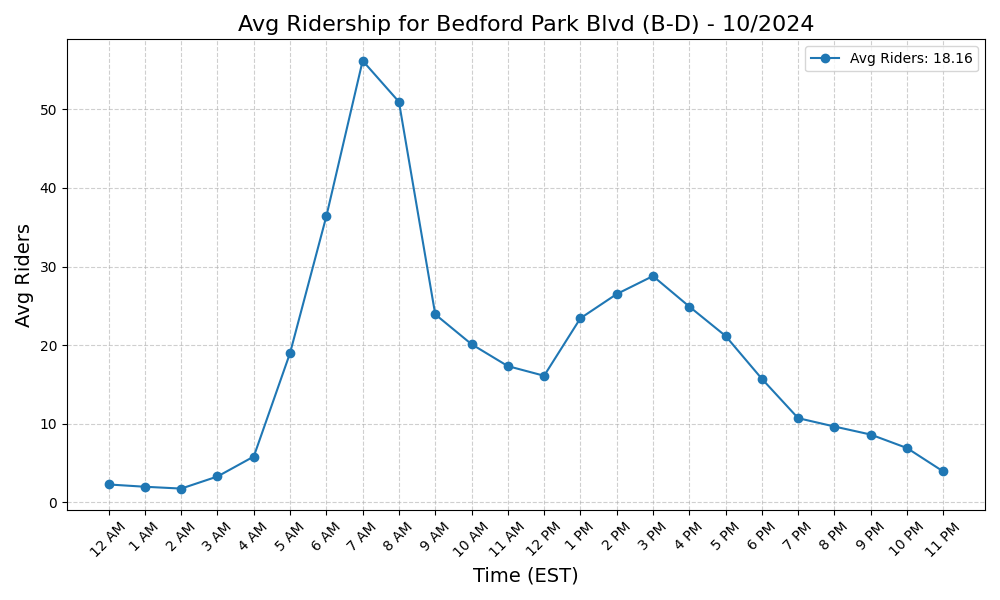 Avg Ridership for Bedford Park Blvd (B-D) - 10/2024
Avg Riders: 18.16
Avg Riders
50
40
30
20
10
0
12 AM
1 AM
2 AM
3 AM
4 AM
5 AM
6 AM
7 AM
8 AM
9 AM
10 AM
11 AM
12 PM
1 PM
2 PM
3 PM
4 PM
5 PM
6 PM
7 PM
8 PM
9 PM
10 PM
11 PM
Time (EST)